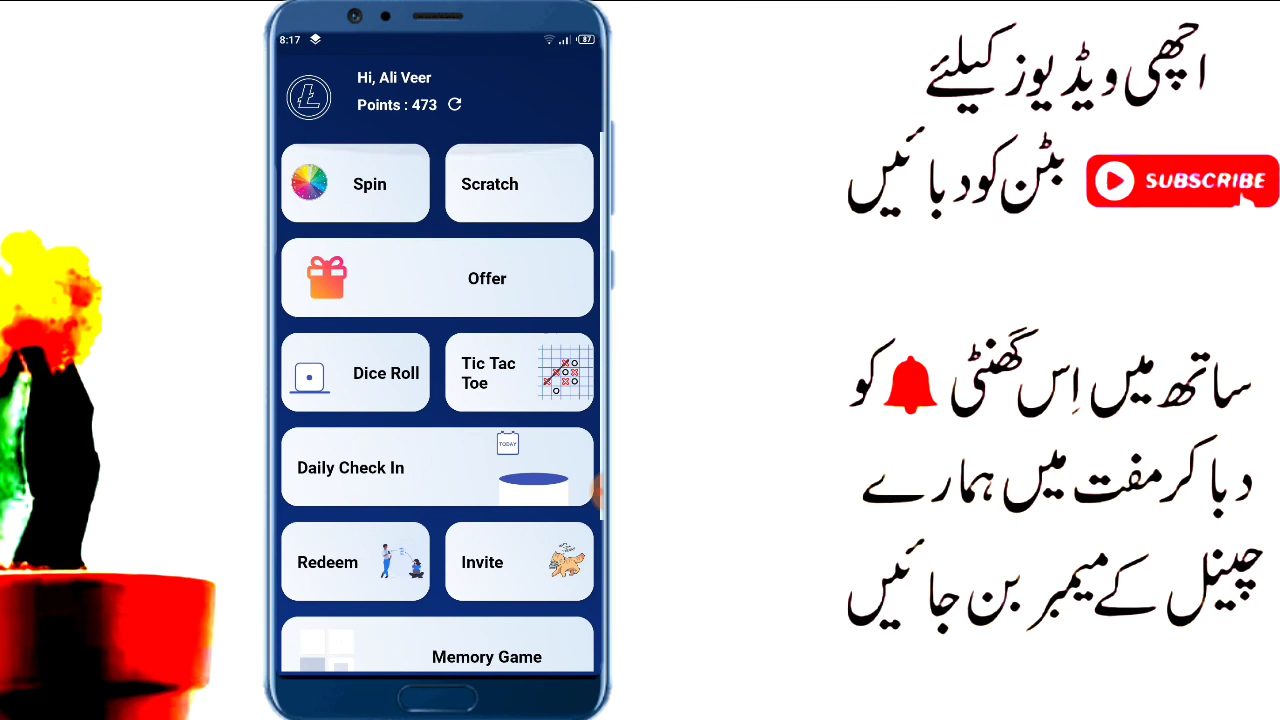 8:17
87
Hi, Ali Veer
Points : 473
Spin
Scratch
Offer
Dice Roll
Tic Tac
Toe
TODAY
Daily Check In
Redeem
Invite
Memory Game
اچھی ویڈیوز کیلئے
SUBSCRIBE بٹن کو دبائیں
ساتھ میں اِس گھنٹی کو
دبا کر مفت میں ہمارے
چینل کے میمبر بن جائیں